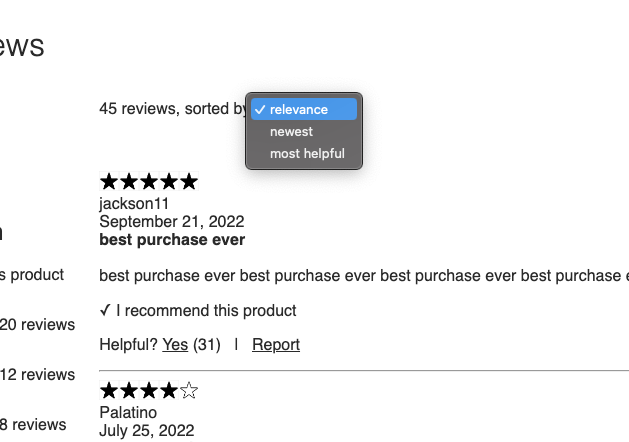 ews
45 reviews, sorted by
✓ relevance
newest
most helpful
★★★★★
jackson11
September 21, 2022
best purchase ever
s product
best purchase ever best purchase ever best purchase ever best purchase e
✓ I recommend this product
20 reviews
Helpful? Yes (31) | Report
12 reviews
★★★★☆
Palatino
8 reviews
July 25, 2022